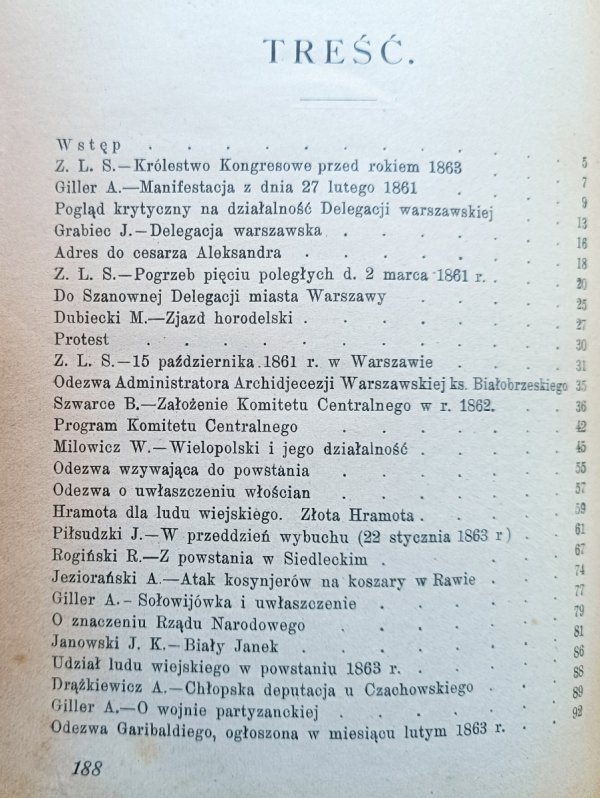 TREŚĆ.
Wstęp . . . . . . . . . . 5
Z. L. S.—Królestwo Kongresowe przed rokiem 1863 . . 7
Giller A.—Manifestacja z dnia 27 lutego 1861 . . . 9
Pogląd krytyczny na działalność Delegacji warszawskiej . 13
Grabiec J.—Delegacja warszawska . . . . . 16
Adres do cesarza Aleksandra . . . . . . 18
Z. L. S.—Pogrzeb pięciu poległych d. 2 marca 1861 r. . . 20
Do Szanownej Delegacji miasta Warszawy . . . . 25
Dubiecki M.—Zjazd horodelski . . . . . . 27
Protest . . . . . . . . . . 30
Z. L. S.—15 października 1861 r. w Warszawie . . . 31
Odezwa Administratora Archidjecezji Warszawskiej ks. Białobrzeskiego 35
Szwarce B.—Założenie Komitetu Centralnego w r. 1862. . . 36
Program Komitetu Centralnego . . . . . . 42
Milowicz W.—Wielopolski i jego działalność . . . . 45
Odezwa wzywająca do powstania . . . . . 55
Odezwa o uwłaszczeniu włościan . . . . . 57
Hramota dla ludu wiejskiego. Złota Hramota . . . . 59
Piłsudzki J.—W przeddzień wybuchu (22 stycznia 1863 r) . . 61
Rogiński R.—Z powstania w Siedleckim . . . . . 67
Jeziorański A.—Atak kosynjerów na koszary w Rawie . . 74
Giller A.—Sołowijówka i uwłaszczenie . . . . . 77
O znaczeniu Rządu Narodowego . . . . . 79
Janowski J. K.—Biały Janek . . . . . . 81
Udział ludu wiejskiego w powstaniu 1863 r. . . . . 86
Drążkiewicz A.—Chłopska deputacja u Czachowskiego . . 88
Giller A.—O wojnie partyzanckiej . . . . . 89
Odezwa Garibaldiego, ogłoszona w miesiącu lutym 1863 r. . . 92
188